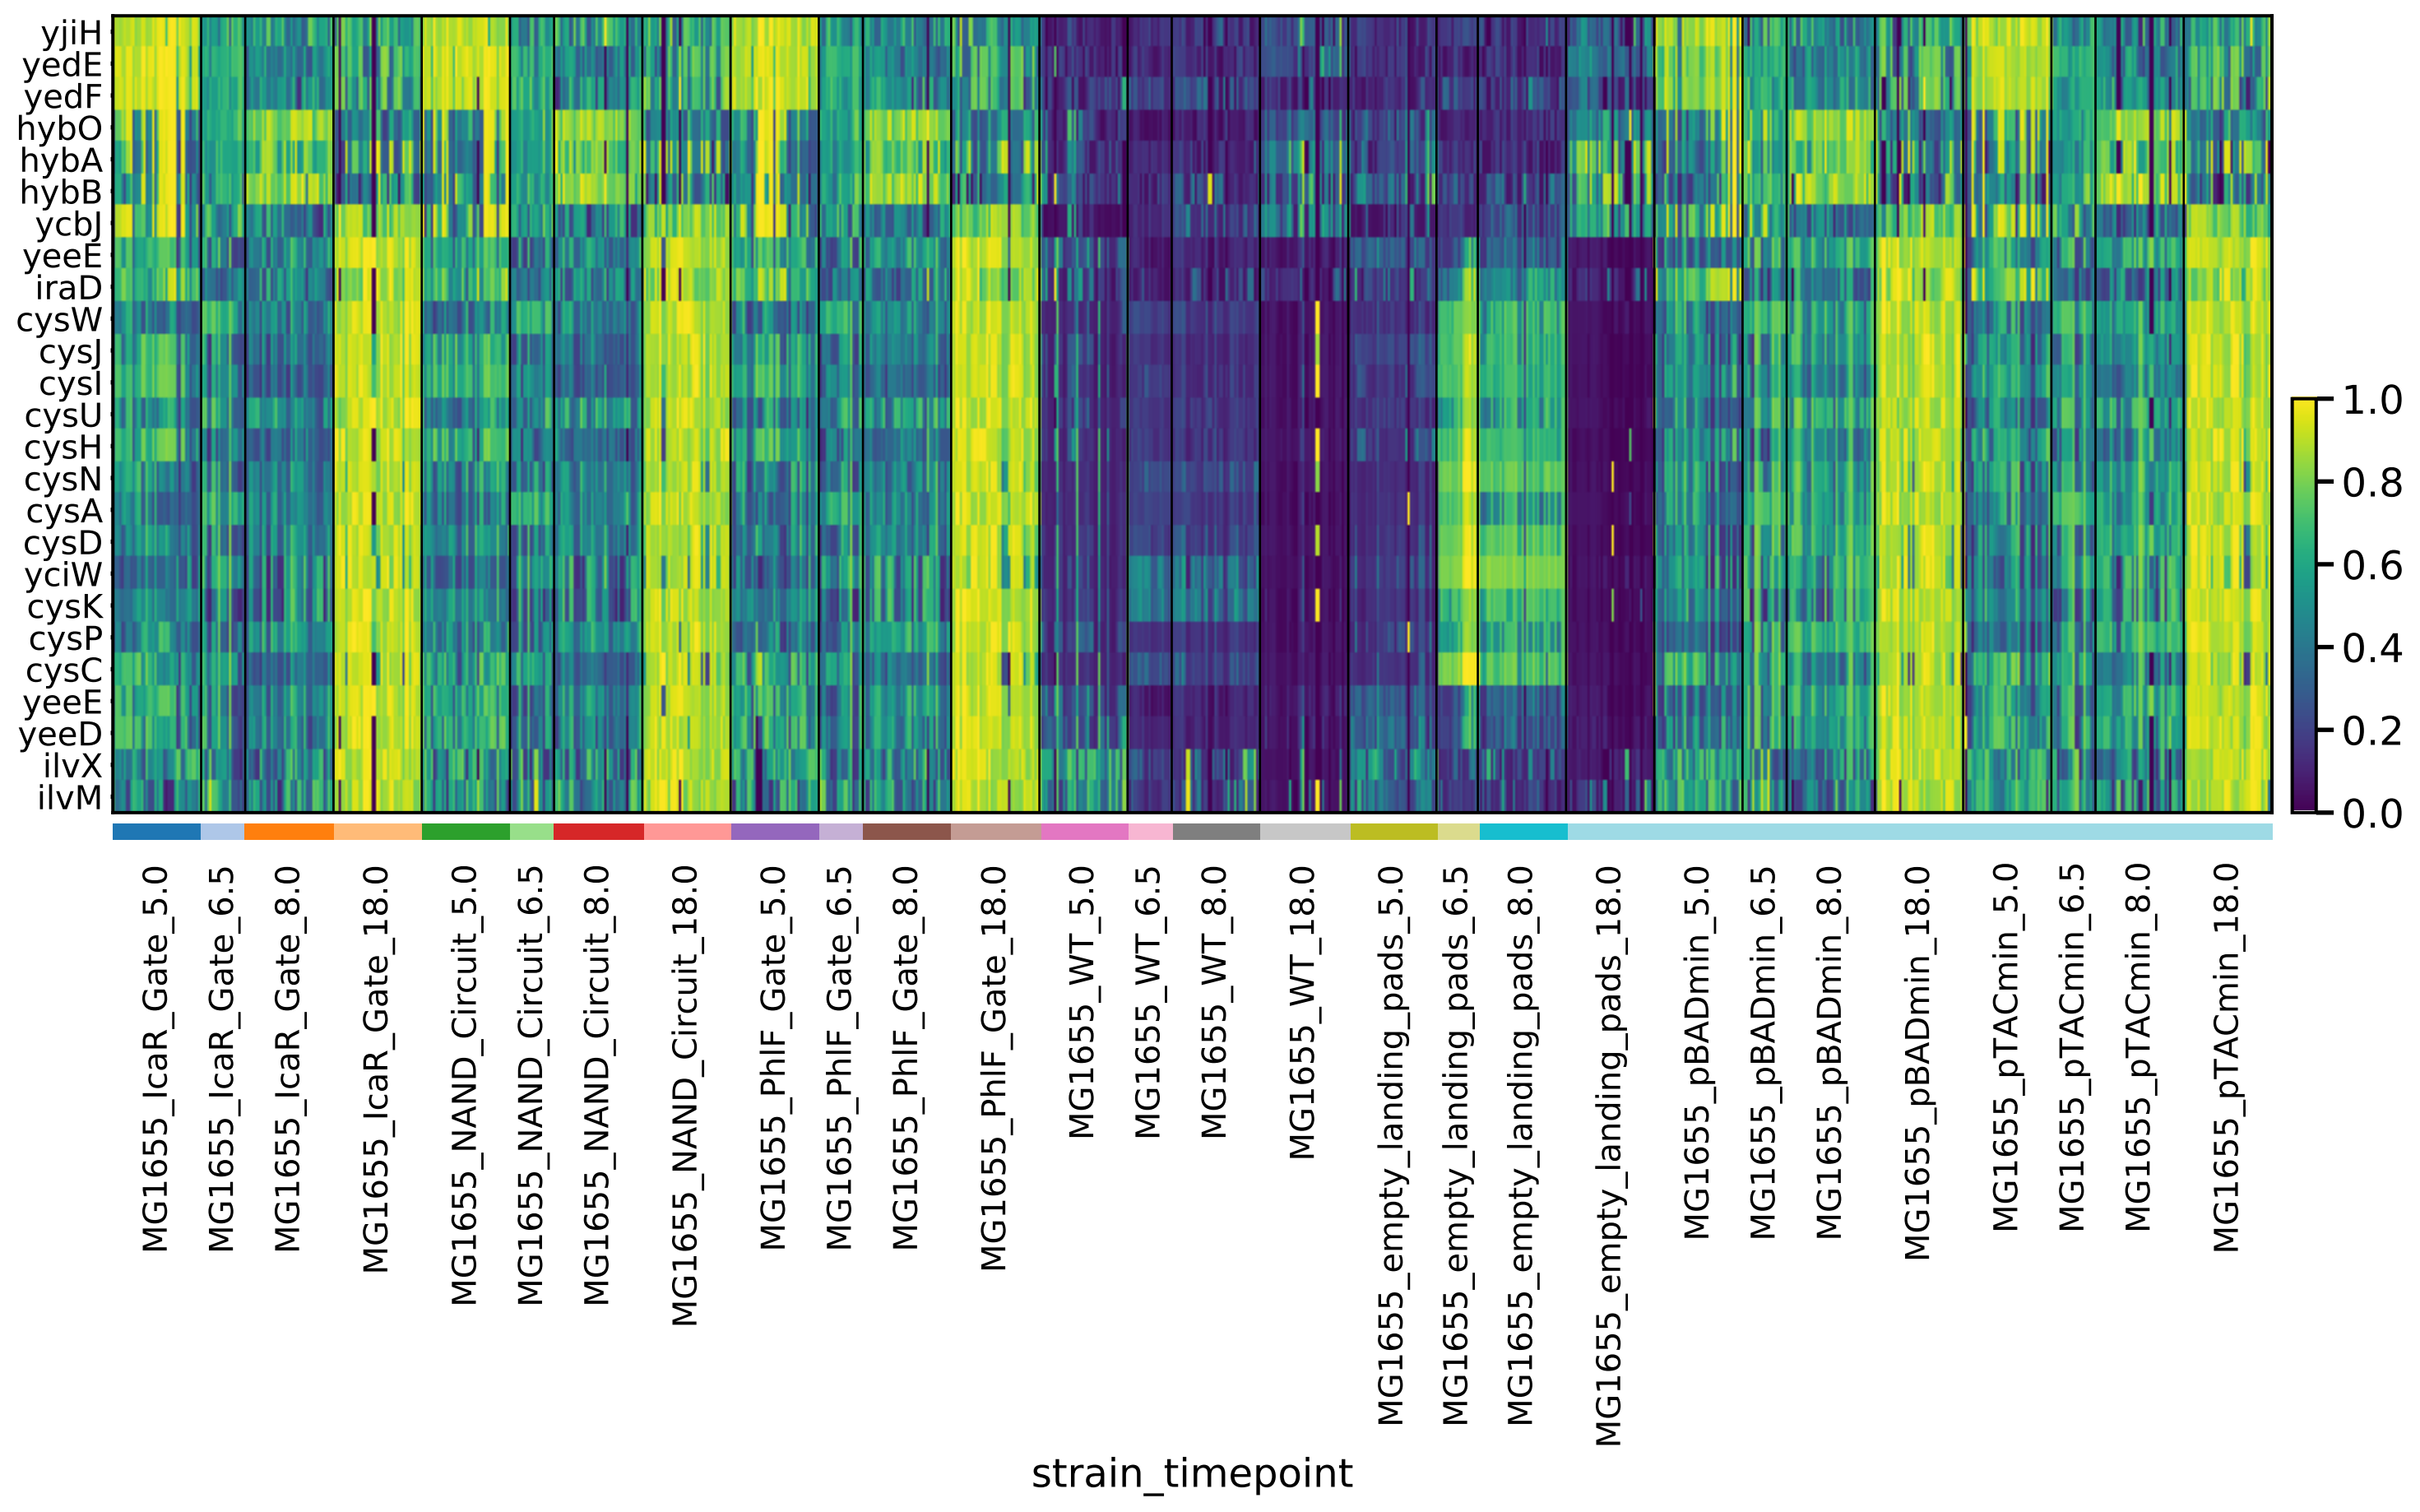 yjiH
yedE
yedF
hybO
hybA
hybB
ycbJ
yeeE
iraD
cysW
cysJ
cysI
cysU
cysH
cysN
cysA
cysD
yciW
cysK
cysP
cysC
yeeE
yeeD
ilvX
ilvM
1.0
0.8
0.6
0.4
0.2
0.0
MG1655_IcaR_Gate_5.0
MG1655_IcaR_Gate_6.5
MG1655_IcaR_Gate_8.0
MG1655_IcaR_Gate_18.0
MG1655_NAND_Circuit_5.0
MG1655_NAND_Circuit_6.5
MG1655_NAND_Circuit_8.0
MG1655_NAND_Circuit_18.0
MG1655_PhlF_Gate_5.0
MG1655_PhlF_Gate_6.5
MG1655_PhlF_Gate_8.0
MG1655_PhlF_Gate_18.0
MG1655_WT_5.0
MG1655_WT_6.5
MG1655_WT_8.0
MG1655_WT_18.0
MG1655_empty_landing_pads_5.0
MG1655_empty_landing_pads_6.5
MG1655_empty_landing_pads_8.0
MG1655_empty_landing_pads_18.0
MG1655_pBADmin_5.0
MG1655_pBADmin_6.5
MG1655_pBADmin_8.0
MG1655_pBADmin_18.0
MG1655_pTACmin_5.0
MG1655_pTACmin_6.5
MG1655_pTACmin_8.0
MG1655_pTACmin_18.0
strain_timepoint